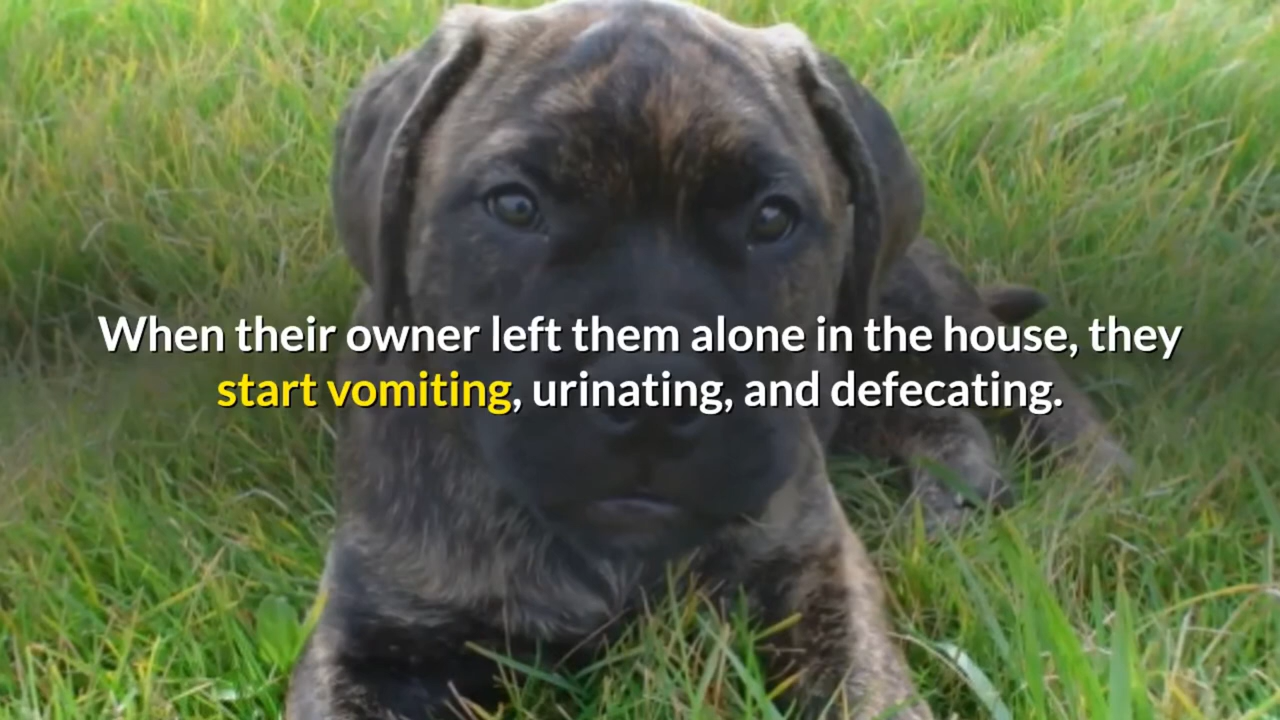 When their owner left them alone in the house, they
start vomiting, urinating, and defecating.